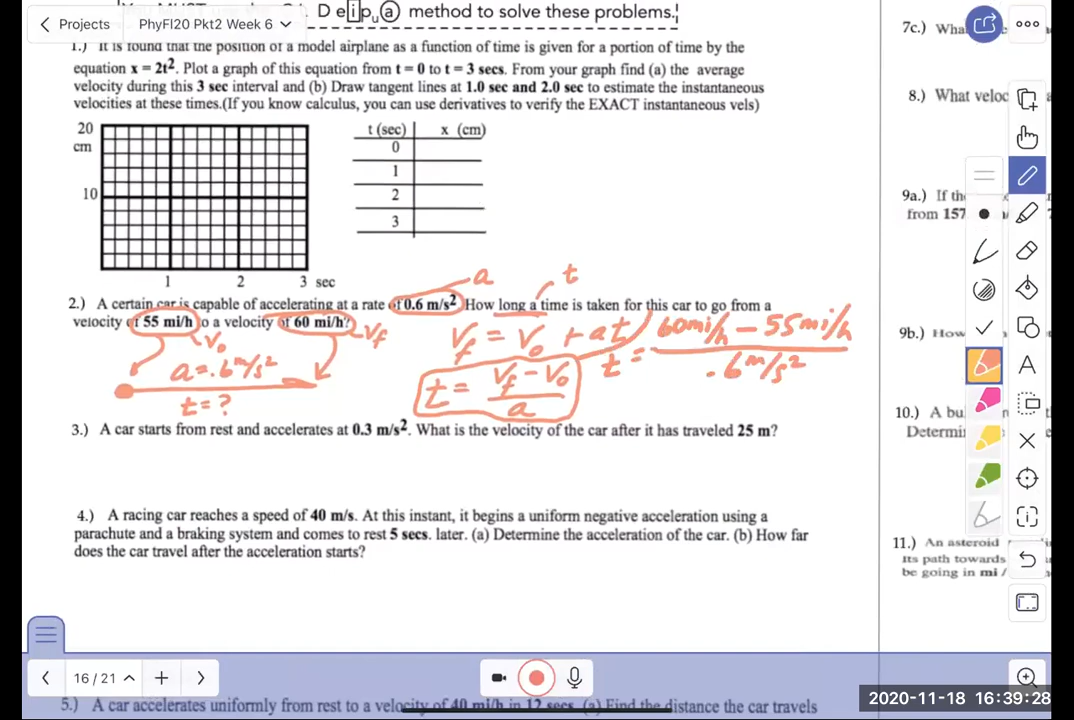 Projects
PhyFl20 Pkt2 Week 6
D e i p u a method to solve these problems.
1.) It is found that the position of a model airplane as a function of time is given for a portion of time by the
equation x = 2t². Plot a graph of this equation from t = 0 to t = 3 secs. From your graph find (a) the average
velocity during this 3 sec interval and (b) Draw tangent lines at 1.0 sec and 2.0 sec to estimate the instantaneous
velocities at these times.(If you know calculus, you can use derivatives to verify the EXACT instantaneous vels)
20
cm
10
1 2 3 sec
t (sec) x (cm)
0
1
2
3
a t
2.) A certain car is capable of accelerating at a rate of 0.6 m/s² How long a time is taken for this car to go from a
velocity of 55 mi/h to a velocity of 60 mi/h?
Vo Vf
a = .6 m/s²
t = ?
Vf = Vo + at
t = Vf - Vo / a
t = 60mi/h - 55mi/h / .6 m/s²
3.) A car starts from rest and accelerates at 0.3 m/s². What is the velocity of the car after it has traveled 25 m?
4.) A racing car reaches a speed of 40 m/s. At this instant, it begins a uniform negative acceleration using a
parachute and a braking system and comes to rest 5 secs. later. (a) Determine the acceleration of the car. (b) How far
does the car travel after the acceleration starts?
5.) A car accelerates uniformly from rest to a velocity of 40 mi/h in 12 secs. (a) Find the distance the car travels
7c.) Wha
8.) What veloc
9a.) If the
from 157
9b.) How
10.) A bu
Determi
11.) An asteroid
Its path towards
be going in mi /
A
16 / 21
2020-11-18 16:39:28